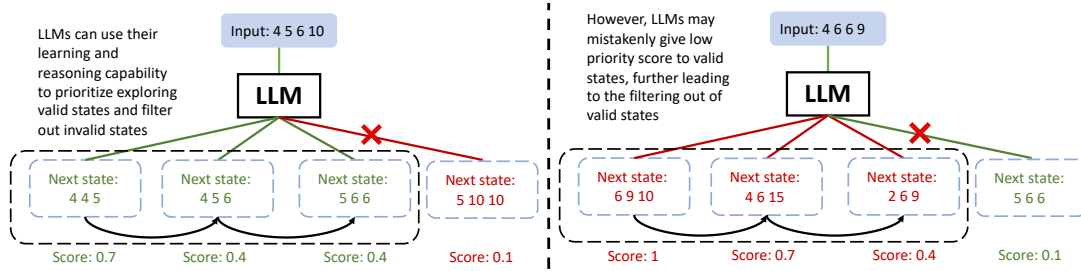 Input: 4 5 6 10
LLMs can use their
learning and
reasoning capability
to prioritize exploring
valid states and filter
out invalid states
LLM
Next state:
4 4 5
Next state:
4 5 6
Next state:
5 6 6
Next state:
5 10 10
Score: 0.7
Score: 0.4
Score: 0.4
Score: 0.1
However, LLMs may
mistakenly give low
priority score to valid
states, further leading
to the filtering out of
valid states
Input: 4 6 6 9
LLM
Next state:
6 9 10
Next state:
4 6 15
Next state:
2 6 9
Next state:
5 6 6
Score: 1
Score: 0.7
Score: 0.4
Score: 0.1